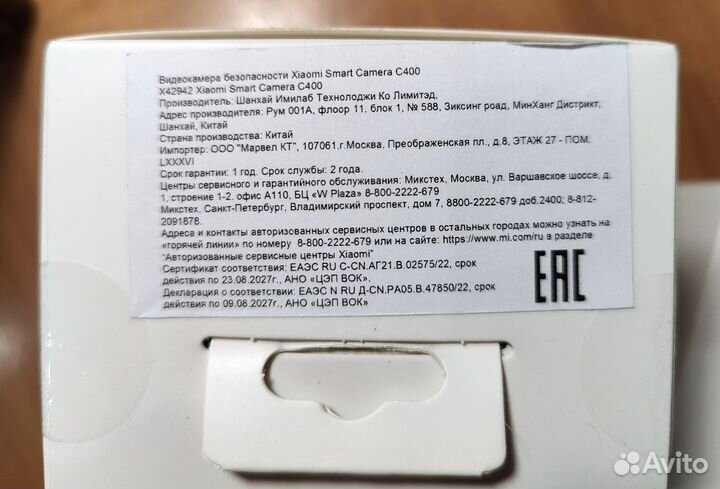 Видеокамера безопасности Xiaomi Smart Camera C400
X42942 Xiaomi Smart Camera C400
Производитель: Шанхай Имилаб Технолоджи Ко Лимитэд,
Адрес производителя: Рум 001А, флоор 11, блок 1, № 588, Зиксинг роад, МинХанг Дистрикт,
Шанхай, Китай
Страна производства: Китай
Импортер: ООО "Марвел КТ", 107061,г.Москва, Преображенская пл., д.8, ЭТАЖ 27 - ПОМ.
LXXXVI
Срок гарантии: 1 год. Срок службы: 2 года.
Центры сервисного и гарантийного обслуживания: Микстех, Москва, ул. Варшавское шоссе, д.
1, строение 1-2, офис А110, БЦ «W Plaza» 8-800-2222-679
Микстех, Санкт-Петербург, Владимирский проспект, дом 7, 8800-2222-679 доб.2400; 8-812-
2091878.
Адреса и контакты авторизованных сервисных центров в остальных городах можно узнать на
«горячей линии» по номеру 8-800-2222-679 или на сайте: https://www.mi.com/ru в разделе
"Авторизованные сервисные центры Xiaomi"
Сертификат соответствия: ЕАЭС RU C-CN.АГ21.В.02575/22, срок
действия по 23.08.2027г., АНО «ЦЭП ВОК»,
Декларация о соответствии: ЕАЭС N RU Д-CN.РА05.В.47850/22, срок
действия по 09.08.2027г., АНО «ЦЭП ВОК»
EAC
Avito